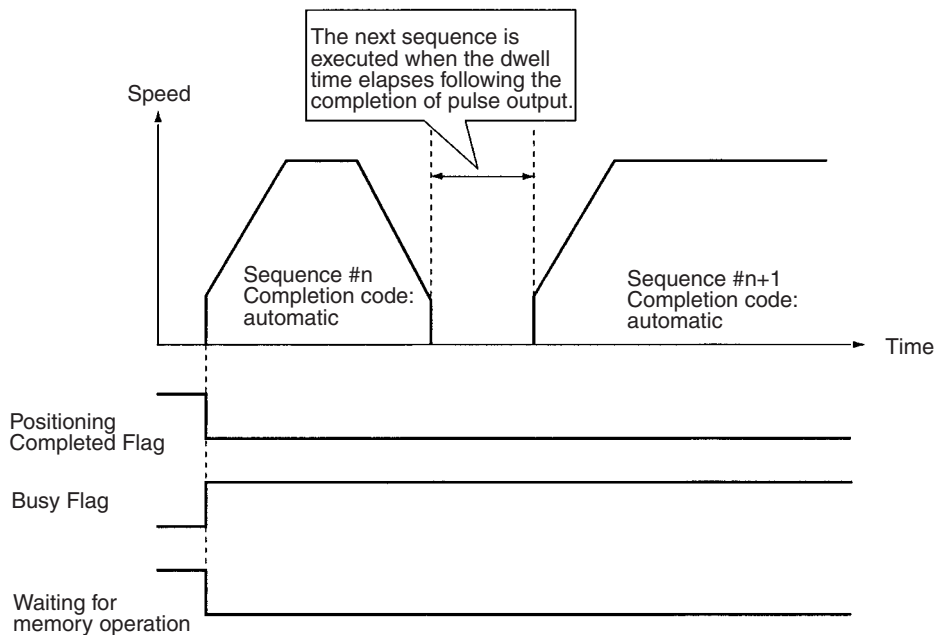 The next sequence is
executed when the dwell
time elapses following the
completion of pulse output.
Speed
Sequence #n
Completion code:
automatic
Sequence #n+1
Completion code:
automatic
Time
Positioning
Completed Flag
Busy Flag
Waiting for
memory operation